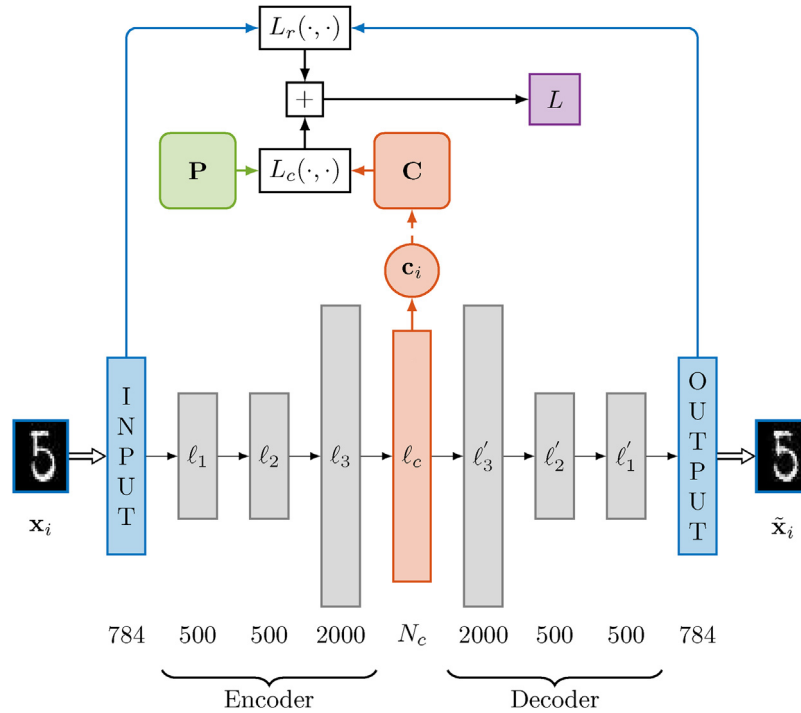 L_r(·,·)
+
L
P
L_c(·,·)
C
c_i
INPUT
ℓ_1
ℓ_2
ℓ_3
ℓ_c
ℓ'_3
ℓ'_2
ℓ'_1
OUTPUT
5
5
x_i
x̃_i
784 500 500 2000 N_c 2000 500 500 784
Encoder Decoder